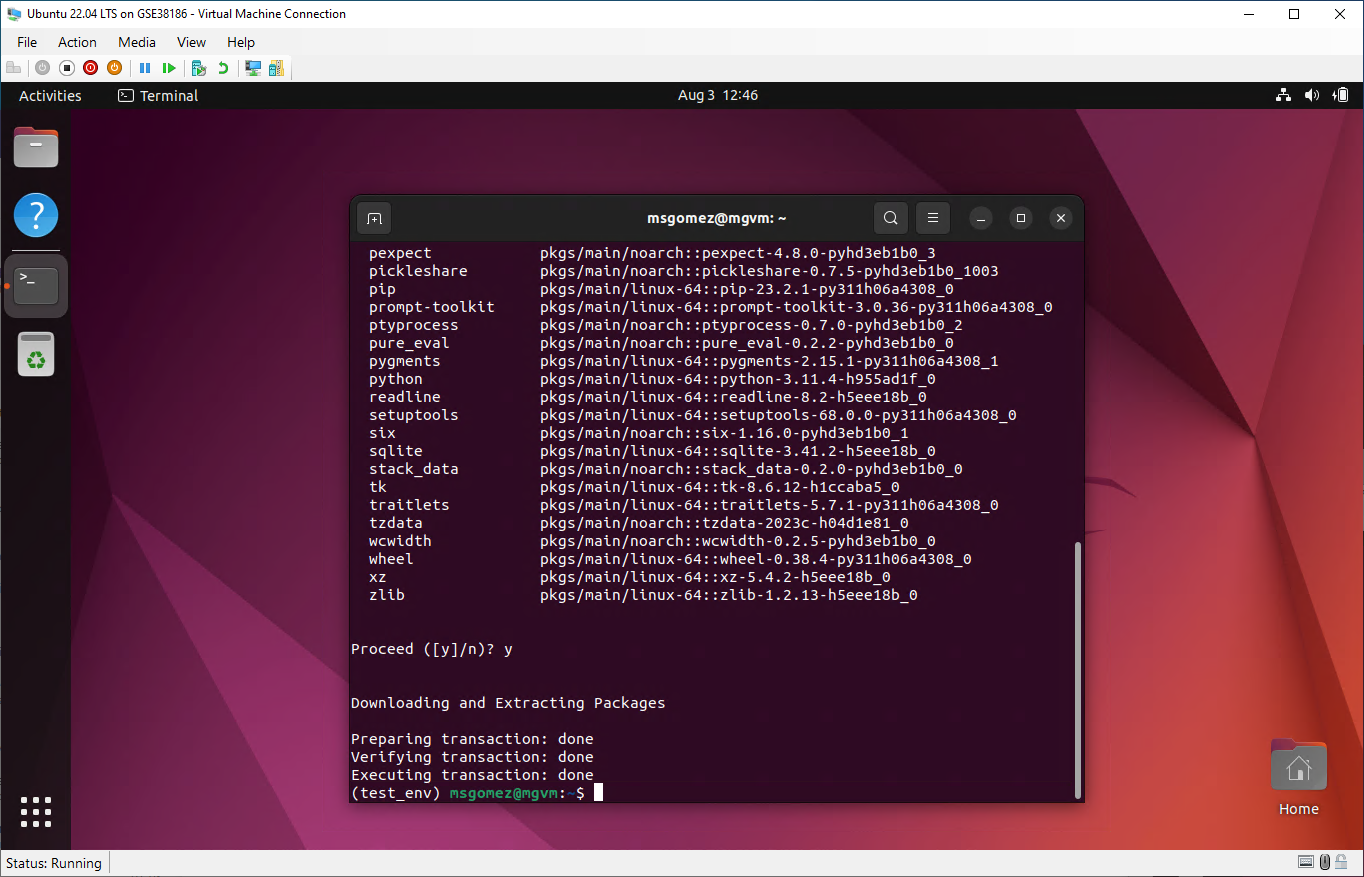 Ubuntu 22.04 LTS on GSE38186 - Virtual Machine Connection
File Action Media View Help
Activities Terminal Aug 3 12:46
msgomez@mgvm: ~
pexpect pkgs/main/noarch::pexpect-4.8.0-pyhd3eb1b0_3
pickleshare pkgs/main/noarch::pickleshare-0.7.5-pyhd3eb1b0_1003
pip pkgs/main/linux-64::pip-23.2.1-py311h06a4308_0
prompt-toolkit pkgs/main/linux-64::prompt-toolkit-3.0.36-py311h06a4308_0
ptyprocess pkgs/main/noarch::ptyprocess-0.7.0-pyhd3eb1b0_2
pure_eval pkgs/main/noarch::pure_eval-0.2.2-pyhd3eb1b0_0
pygments pkgs/main/linux-64::pygments-2.15.1-py311h06a4308_1
python pkgs/main/linux-64::python-3.11.4-h955ad1f_0
readline pkgs/main/linux-64::readline-8.2-h5eee18b_0
setuptools pkgs/main/linux-64::setuptools-68.0.0-py311h06a4308_0
six pkgs/main/noarch::six-1.16.0-pyhd3eb1b0_1
sqlite pkgs/main/linux-64::sqlite-3.41.2-h5eee18b_0
stack_data pkgs/main/noarch::stack_data-0.2.0-pyhd3eb1b0_0
tk pkgs/main/linux-64::tk-8.6.12-h1ccaba5_0
traitlets pkgs/main/linux-64::traitlets-5.7.1-py311h06a4308_0
tzdata pkgs/main/noarch::tzdata-2023c-h04d1e81_0
wcwidth pkgs/main/noarch::wcwidth-0.2.5-pyhd3eb1b0_0
wheel pkgs/main/linux-64::wheel-0.38.4-py311h06a4308_0
xz pkgs/main/linux-64::xz-5.4.2-h5eee18b_0
zlib pkgs/main/linux-64::zlib-1.2.13-h5eee18b_0
Proceed ([y]/n)? y
Downloading and Extracting Packages
Preparing transaction: done
Verifying transaction: done
Executing transaction: done
(test_env) msgomez@mgvm:~$
Home
Status: Running